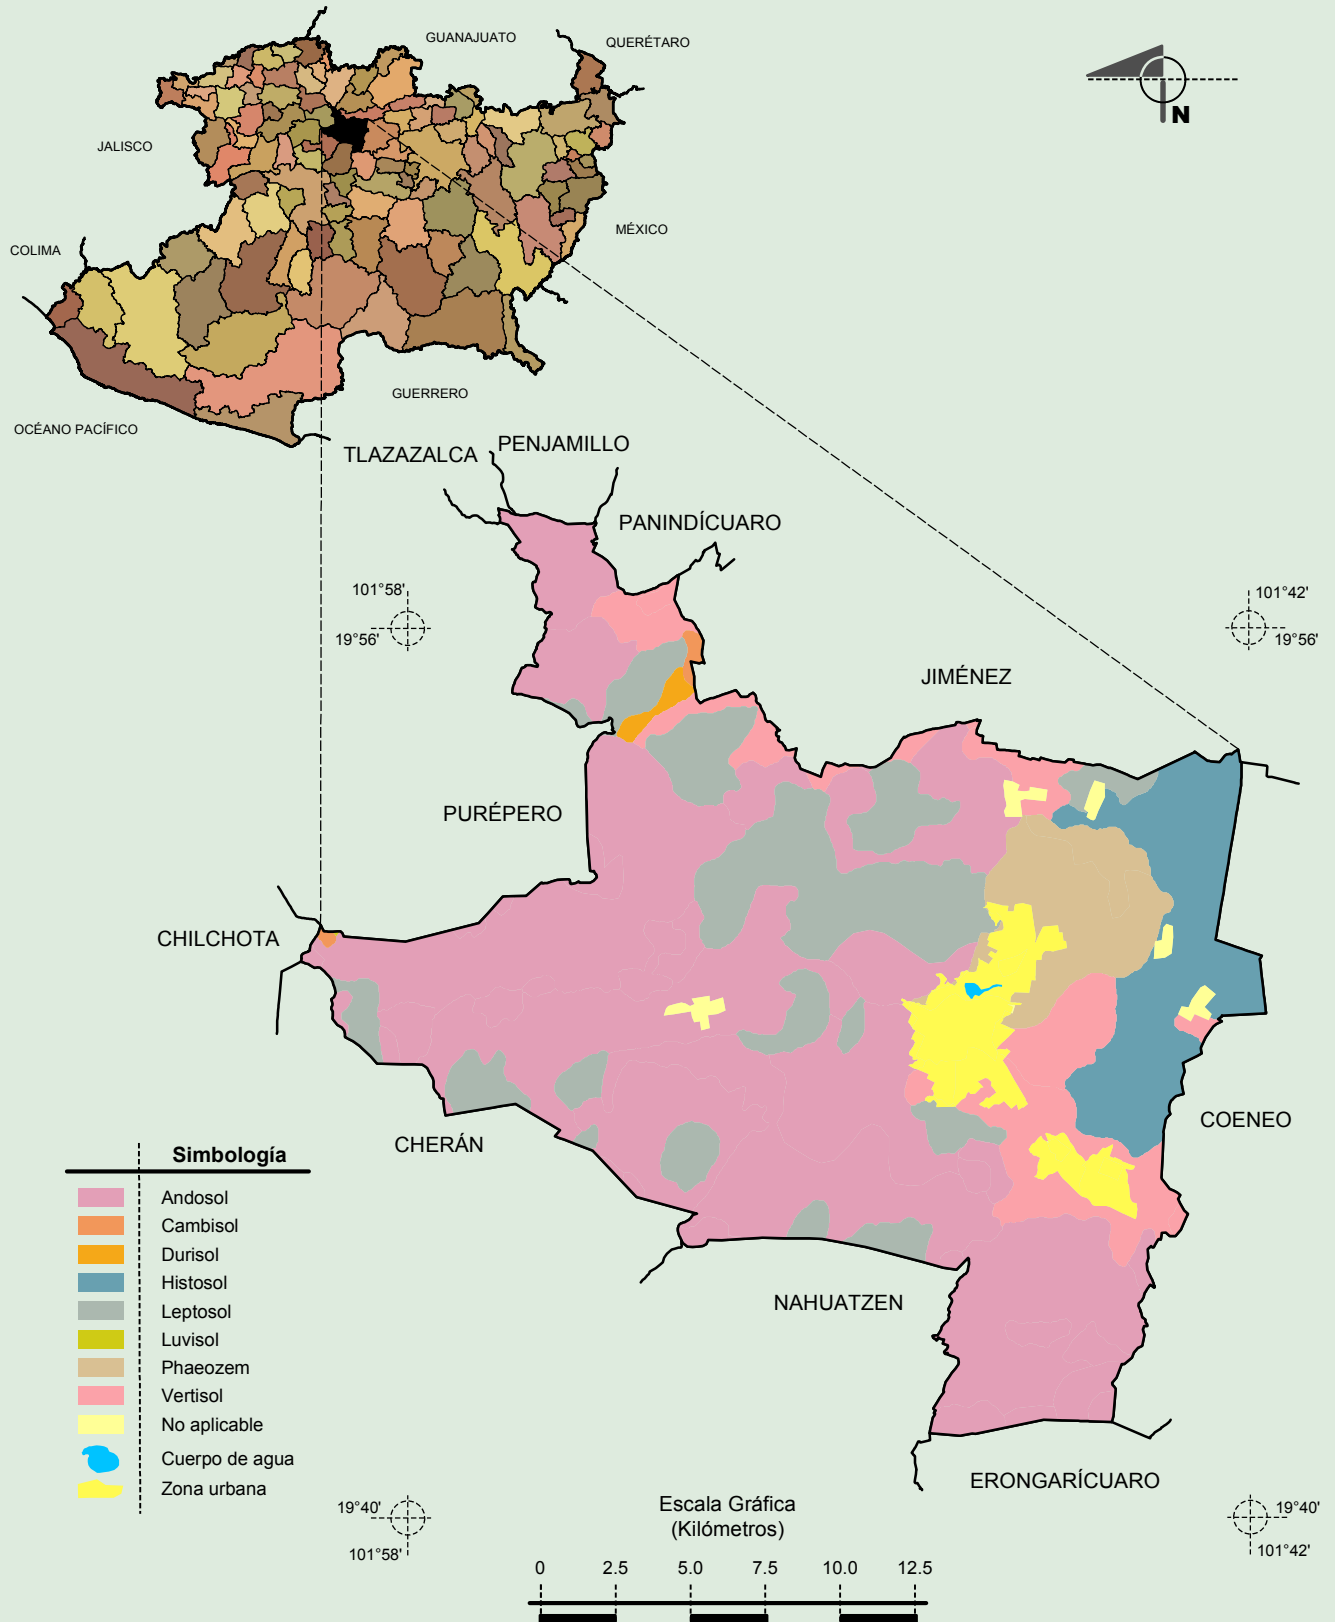 GUANAJUATO
QUERÉTARO
JALISCO
N
MÉXICO
COLIMA
GUERRERO
OCÉANO PACÍFICO
TLAZAZALCA
PENJAMILLO
PANINDÍCUARO
101°58'
19°56'
101°42'
19°56'
JIMÉNEZ
PURÉPERO
CHILCHOTA
COENEO
CHERÁN
Simbología
Andosol
Cambisol
Durisol
Histosol
Leptosol
Luvisol
Phaeozem
Vertisol
No aplicable
Cuerpo de agua
Zona urbana
NAHUATZEN
ERONGARÍCUARO
19°40'
101°58'
Escala Gráfica
(Kilómetros)
0 2.5 5.0 7.5 10.0 12.5
19°40'
101°42'